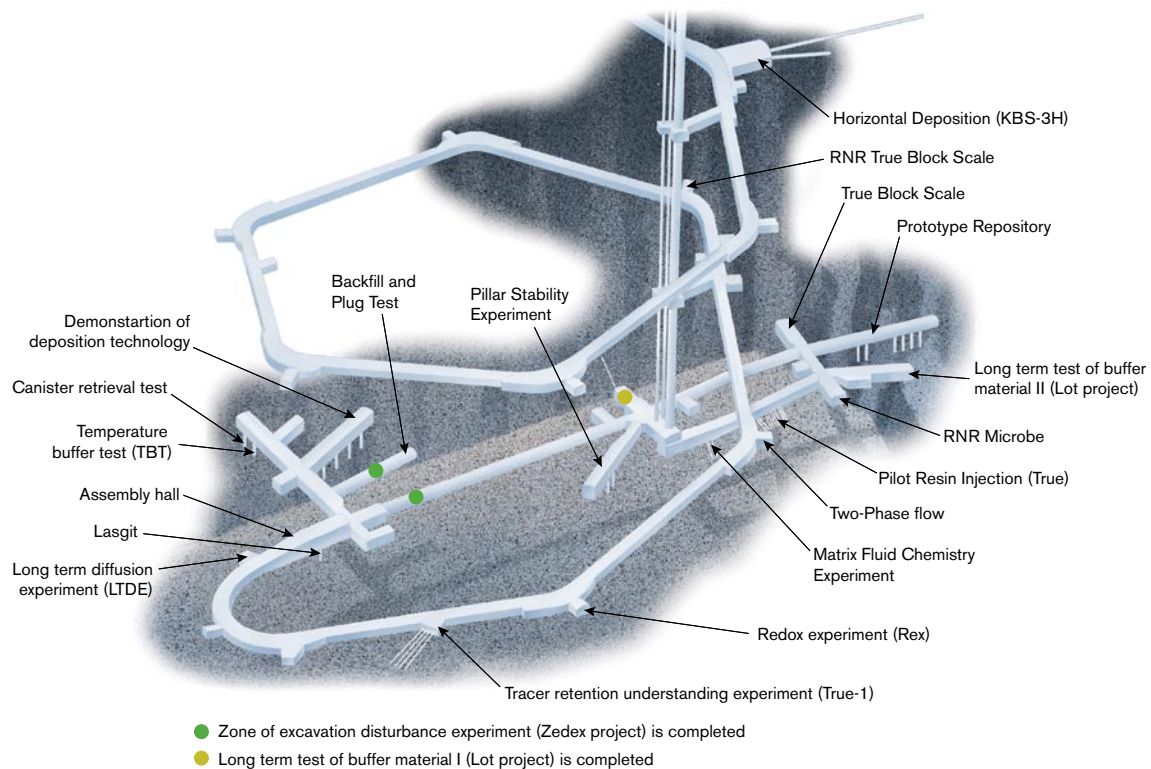 Horizontal Deposition (KBS-3H)
RNR True Block Scale
True Block Scale
Prototype Repository
Backfill and
Plug Test
Pillar Stability
Experiment
Demonstartion of
deposition technology
Long term test of buffer
material II (Lot project)
Canister retrieval test
Temperature
buffer test (TBT)
RNR Microbe
Pilot Resin Injection (True)
Assembly hall
Two-Phase flow
Lasgit
Matrix Fluid Chemistry
Experiment
Long term diffusion
experiment (LTDE)
Redox experiment (Rex)
Tracer retention understanding experiment (True-1)
Zone of excavation disturbance experiment (Zedex project) is completed
Long term test of buffer material I (Lot project) is completed